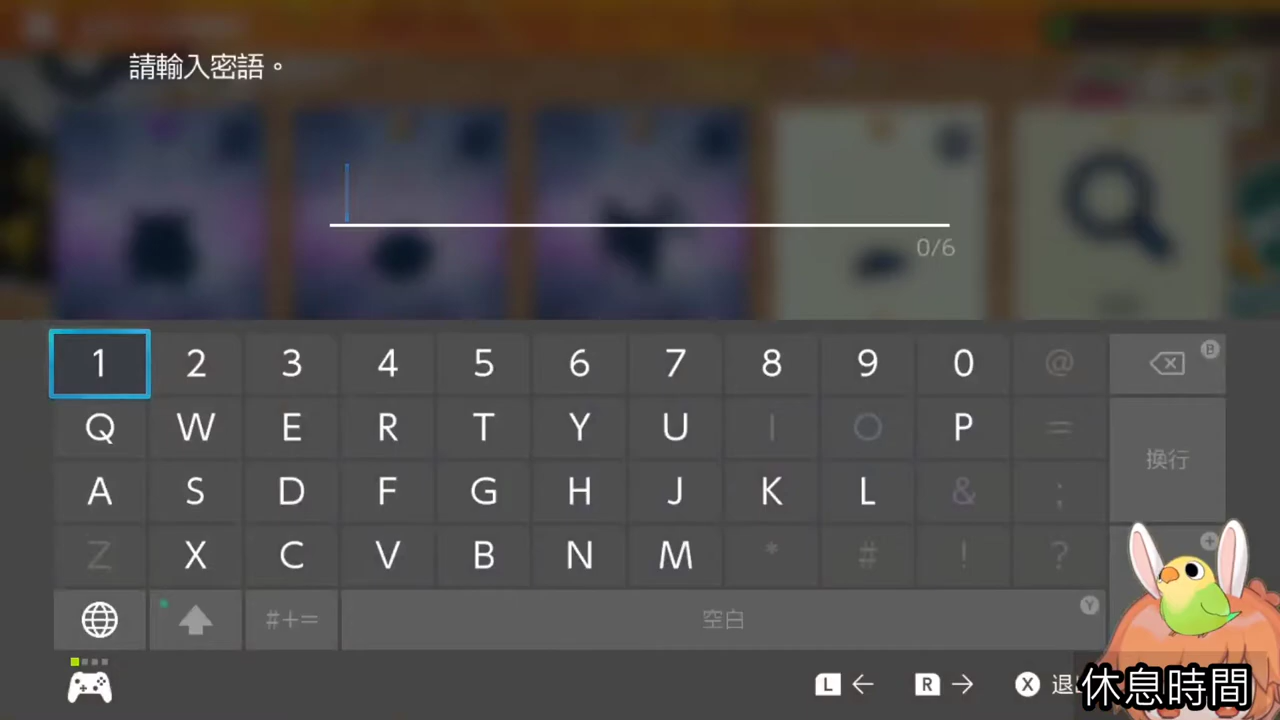 請輸入密語。
0/6
1 2 3 4 5 6 7 8 9 0 @
B
Q W E R T Y U I O P =
換行
A S D F G H J K L & ;
Z X C V B N M * # ! ?
+
#+= 空白 Y
L ← R → X 退
休息時間